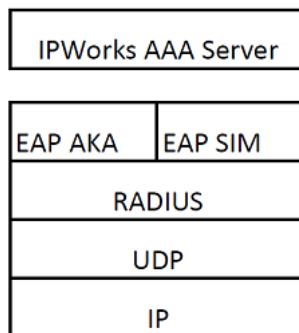 IPWorks AAA Server
EAP AKA EAP SIM
RADIUS
UDP
IP